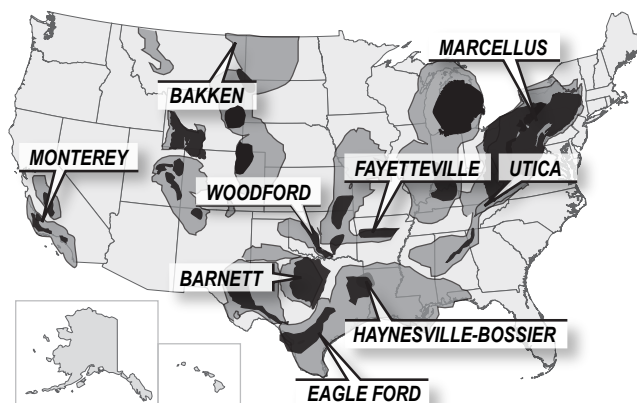 MARCELLUS
BAKKEN
MONTEREY
FAYETTEVILLE
UTICA
WOODFORD
BARNETT
HAYNESVILLE-BOSSIER
EAGLE FORD